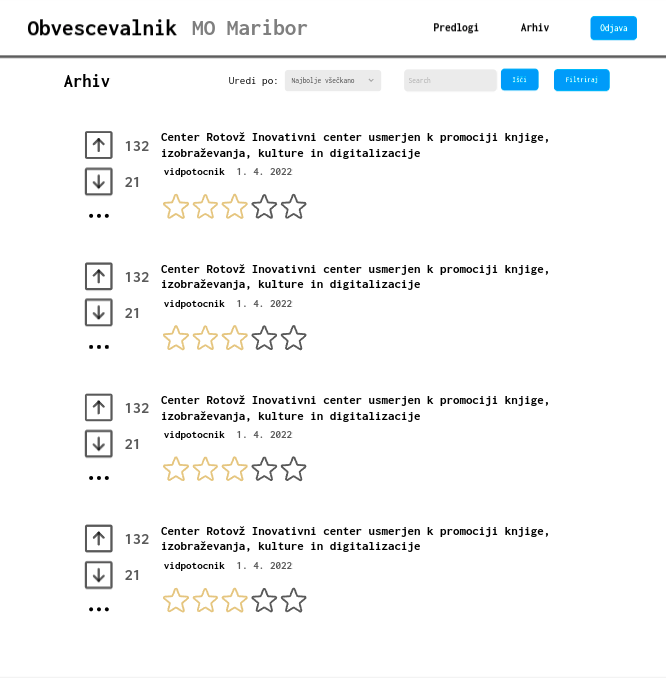 Obvescevalnik MO Maribor Predlogi Arhiv Odjava
Arhiv Uredi po: Najbolje všečkano Search Išči Filtriraj
132 Center Rotovž Inovativni center usmerjen k promociji knjige,
izobraževanja, kulture in digitalizacije
21 vidpotocnik 1. 4. 2022
132 Center Rotovž Inovativni center usmerjen k promociji knjige,
izobraževanja, kulture in digitalizacije
21 vidpotocnik 1. 4. 2022
132 Center Rotovž Inovativni center usmerjen k promociji knjige,
izobraževanja, kulture in digitalizacije
21 vidpotocnik 1. 4. 2022
132 Center Rotovž Inovativni center usmerjen k promociji knjige,
izobraževanja, kulture in digitalizacije
21 vidpotocnik 1. 4. 2022